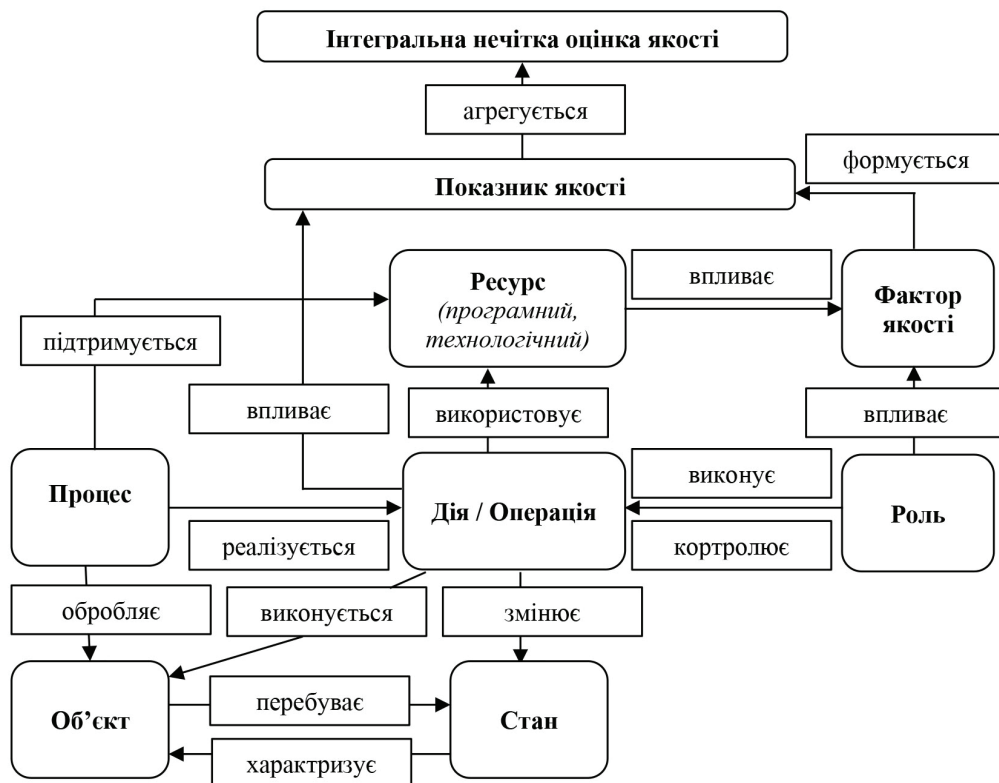 Інтегральна нечітка оцінка якості
агрегується
формується
Показник якості
Ресурс
(програмний,
технологічний)
впливає
Фактор
якості
підтримується
впливає
використовує
впливає
Процес
Дія / Операція
виконує
Роль
реалізується
кортролює
обробляє
виконується
змінює
Об’єкт
перебуває
Стан
характризує